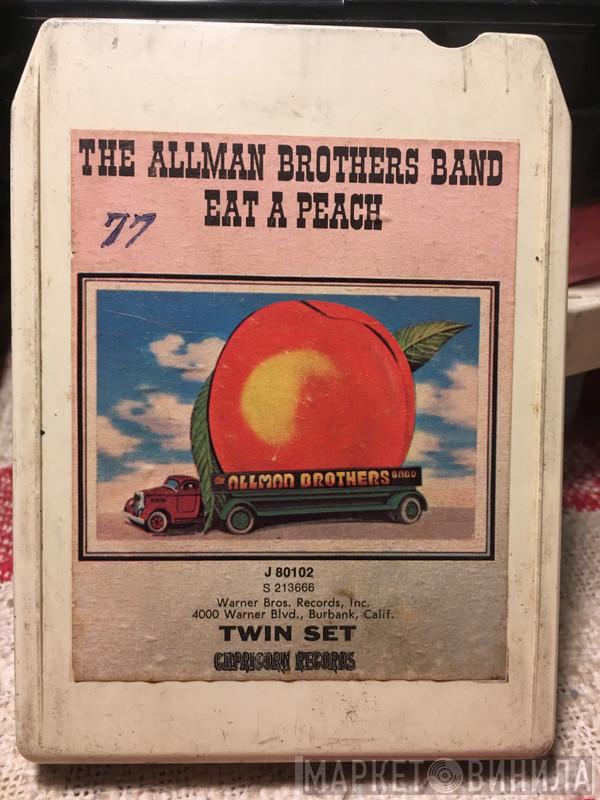 THE ALLMAN BROTHERS BAND
EAT A PEACH
77
the ALLMAN BROTHERS BAND
J 80102
S 213666
Warner Bros. Records, Inc.
4000 Warner Blvd., Burbank, Calif.
TWIN SET
CAPRICORN RECORDS
МАРКЕТ ВИНИЛА